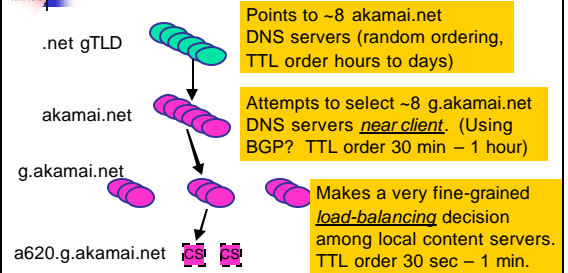 .net gTLD
Points to ~8 akamai.net
DNS servers (random ordering,
TTL order hours to days)
akamai.net
Attempts to select ~8 g.akamai.net
DNS servers near client. (Using
BGP? TTL order 30 min – 1 hour)
g.akamai.net
Makes a very fine-grained
load-balancing decision
among local content servers.
TTL order 30 sec – 1 min.
a620.g.akamai.net
CS
CS